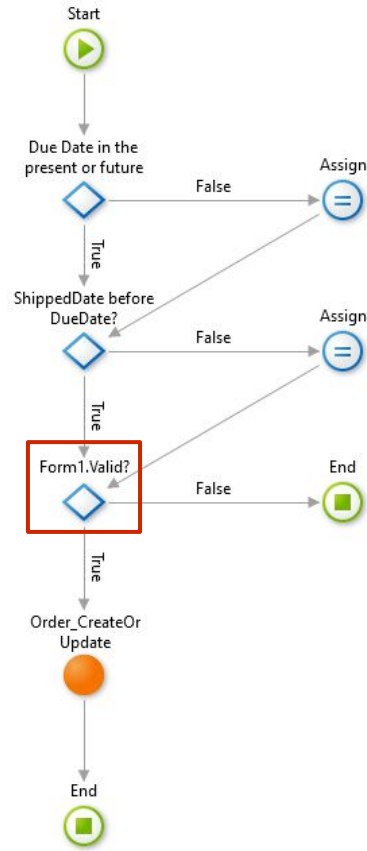 Start
Due Date in the
present or future
False
Assign
True
ShippedDate before
DueDate?
False
Assign
True
Form1.Valid?
False
End
True
Order_CreateOr
Update
End